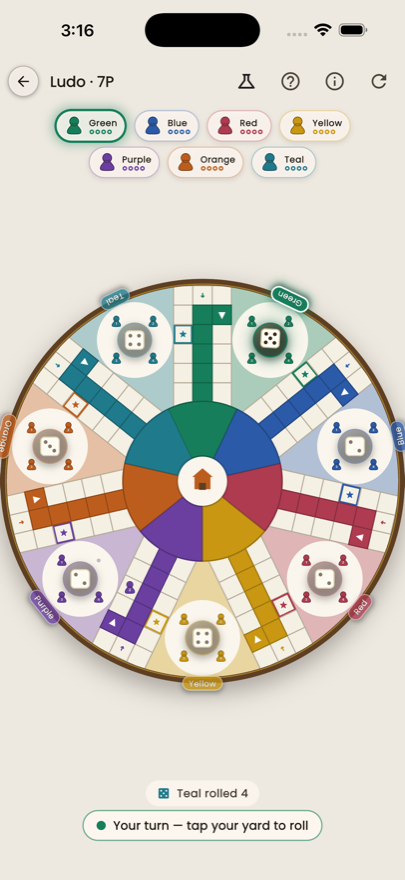 3:16
Ludo · 7P
Green
Blue
Red
Yellow
Purple
Orange
Teal
Teal
Green
Orange
Blue
Purple
Red
Yellow
Teal rolled 4
Your turn — tap your yard to roll